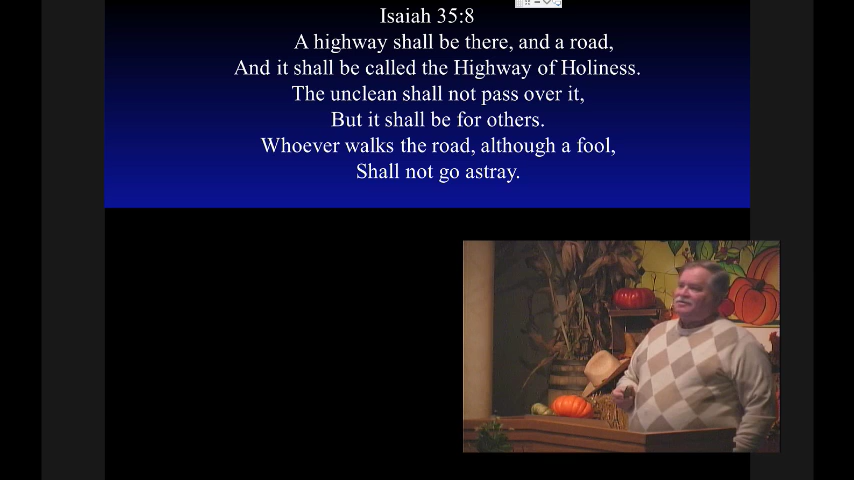 Isaiah 35:8
A highway shall be there, and a road,
And it shall be called the Highway of Holiness.
The unclean shall not pass over it,
But it shall be for others.
Whoever walks the road, although a fool,
Shall not go astray.